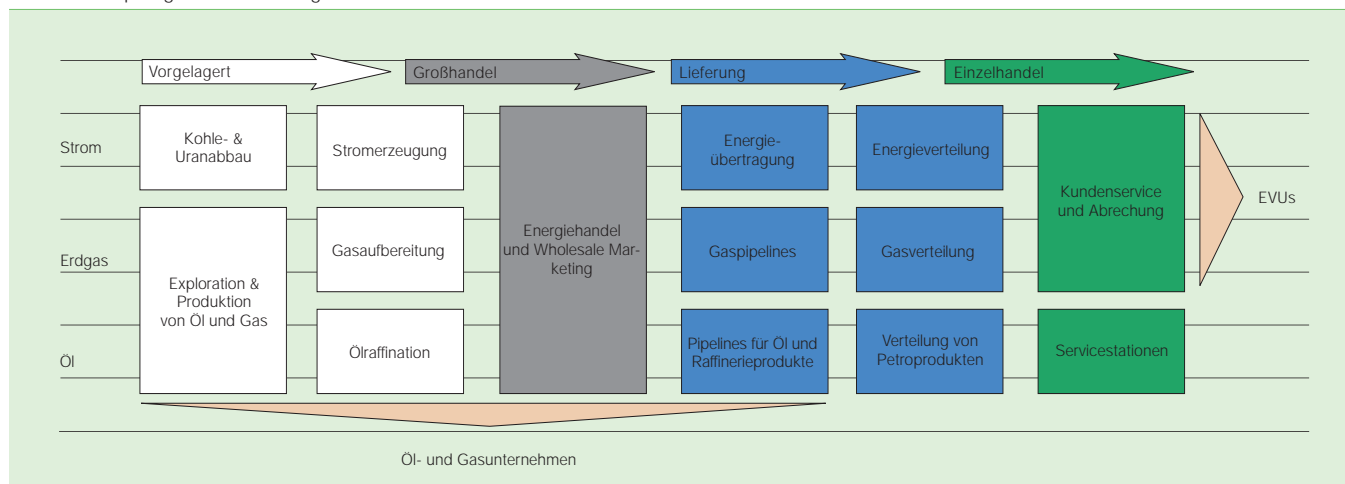 Vorgelagert
Großhandel
Lieferung
Einzelhandel
Strom
Kohle- &
Uranabbau
Stromerzeugung
Energie-
übertragung
Energieverteilung
Kundenservice
und Abrechung
EVUs
Erdgas
Exploration &
Produktion
von Öl und Gas
Gasaufbereitung
Energiehandel
und Wholesale Mar-
keting
Gaspipelines
Gasverteilung
Öl
Ölraffination
Pipelines für Öl und
Raffinerieprodukte
Verteilung von
Petroprodukten
Servicestationen
Öl- und Gasunternehmen